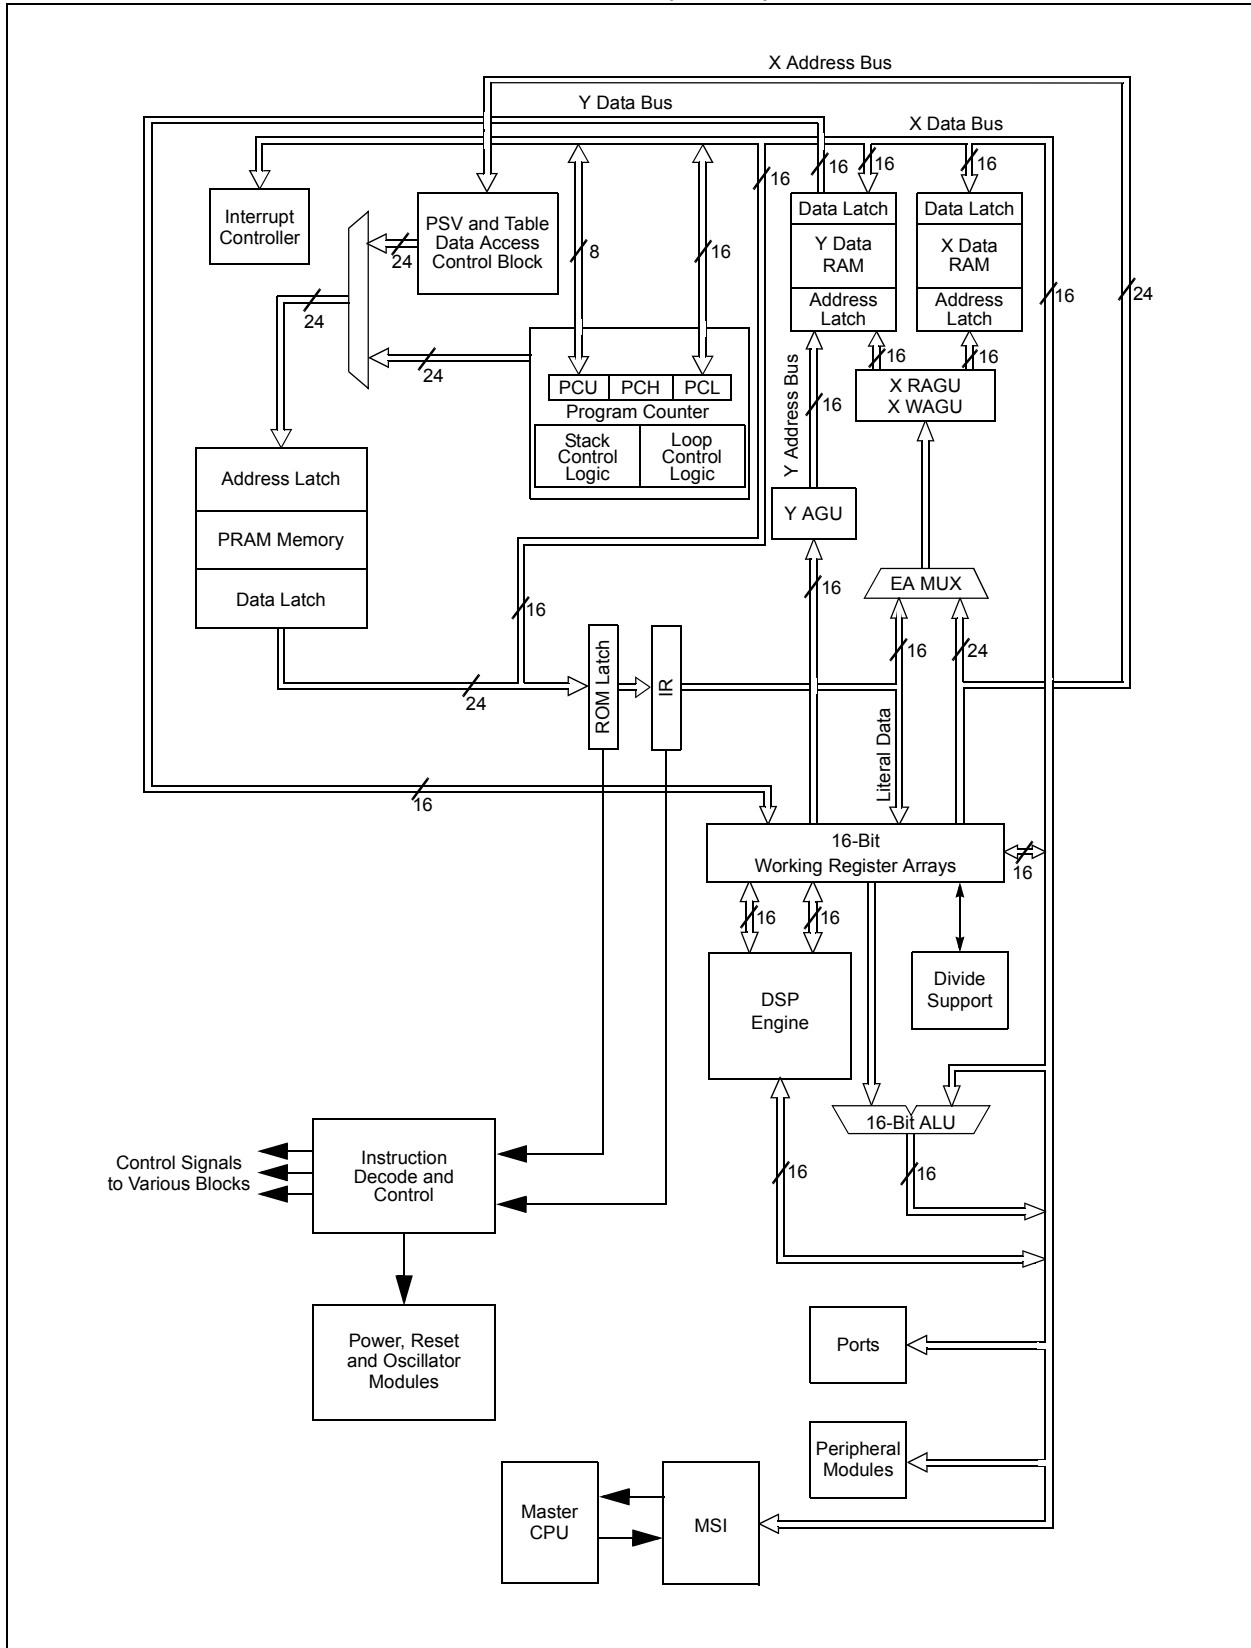 X Address Bus
Y Data Bus
X Data Bus
16
16
16
16
Interrupt
Controller
PSV and Table
Data Access
Control Block
24
8
16
Data Latch
Y Data
RAM
Address
Latch
Data Latch
X Data
RAM
Address
Latch
16
24
24
24
16
16
PCU
PCH
PCL
Program Counter
Stack
Control
Logic
Loop
Control
Logic
X RAGU
X WAGU
Y Address Bus
16
Address Latch
PRAM Memory
Data Latch
Y AGU
16
EA MUX
16
16
24
24
ROM Latch
IR
Literal Data
16
16-Bit
Working Register Arrays
16
16
16
DSP
Engine
Divide
Support
16-Bit ALU
16
16
Control Signals
to Various Blocks
Instruction
Decode and
Control
Power, Reset
and Oscillator
Modules
Ports
Peripheral
Modules
Master
CPU
MSI